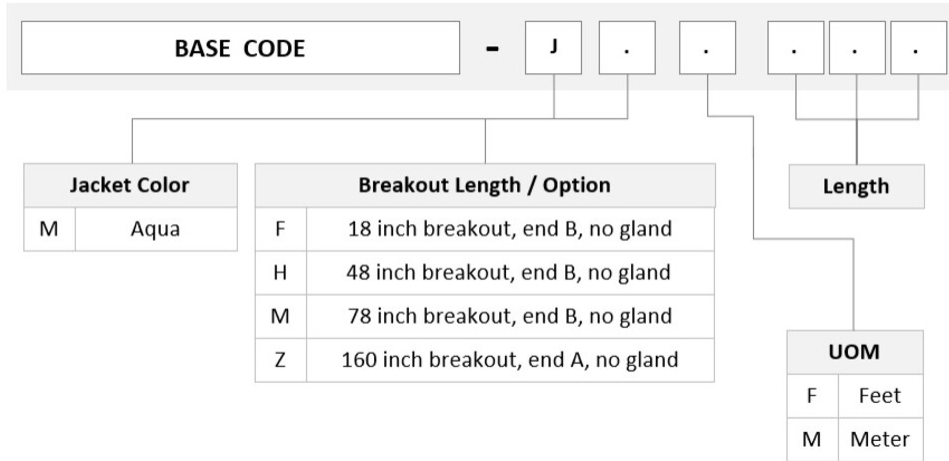 BASE CODE - J . . . . .
Jacket Color
M Aqua
Breakout Length / Option
F 18 inch breakout, end B, no gland
H 48 inch breakout, end B, no gland
M 78 inch breakout, end B, no gland
Z 160 inch breakout, end A, no gland
Length
UOM
F Feet
M Meter